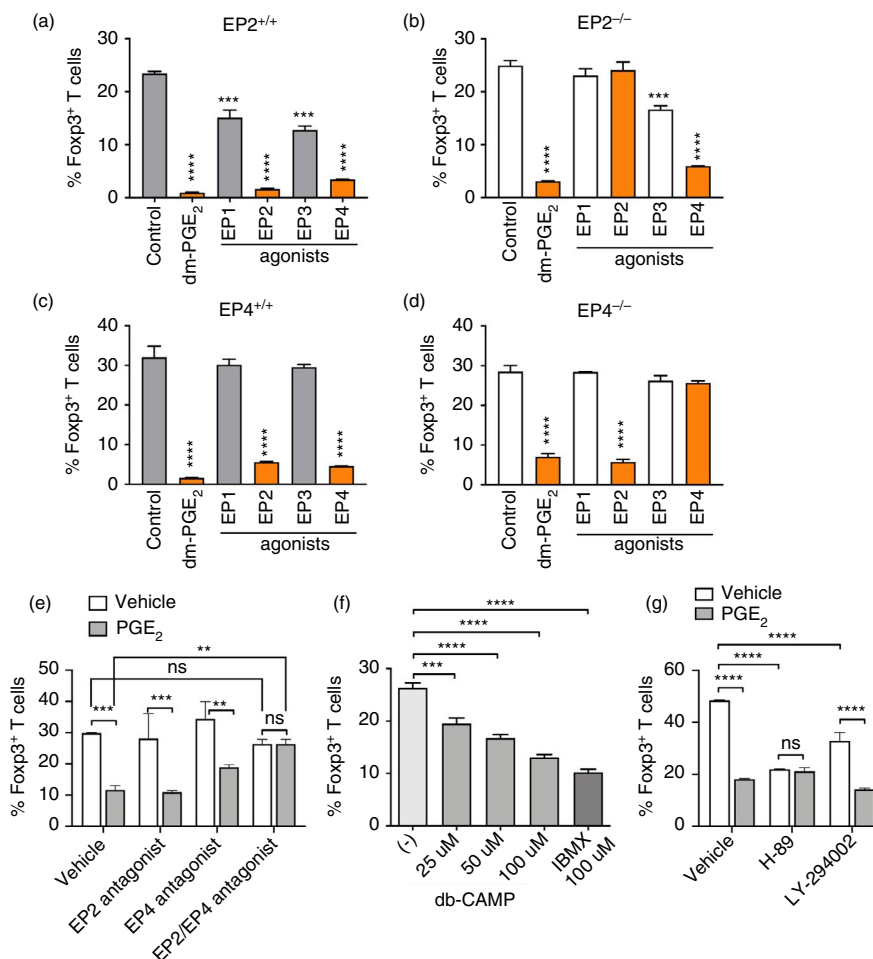 (a)
EP2+/+
% Foxp3+ T cells
30
20
10
0
***
***
****
****
****
Control
dm-PGE2
EP1
EP2
EP3
EP4
agonists
(b)
EP2–/–
% Foxp3+ T cells
30
20
10
0
****
***
****
Control
dm-PGE2
EP1
EP2
EP3
EP4
agonists
(c)
EP4+/+
% Foxp3+ T cells
40
30
20
10
0
****
****
****
Control
dm-PGE2
EP1
EP2
EP3
EP4
agonists
(d)
EP4–/–
% Foxp3+ T cells
40
30
20
10
0
****
****
Control
dm-PGE2
EP1
EP2
EP3
EP4
agonists
(e)
Vehicle
PGE2
% Foxp3+ T cells
50
40
30
20
10
0
**
ns
***
***
**
ns
Vehicle
EP2 antagonist
EP4 antagonist
EP2/EP4 antagonist
(f)
% Foxp3+ T cells
30
20
10
0
****
****
****
***
(-)
25 uM
50 uM
100 uM
IBMX
100 uM
db-CAMP
(g)
Vehicle
PGE2
% Foxp3+ T cells
60
40
20
0
****
****
****
ns
****
Vehicle
H-89
LY-294002